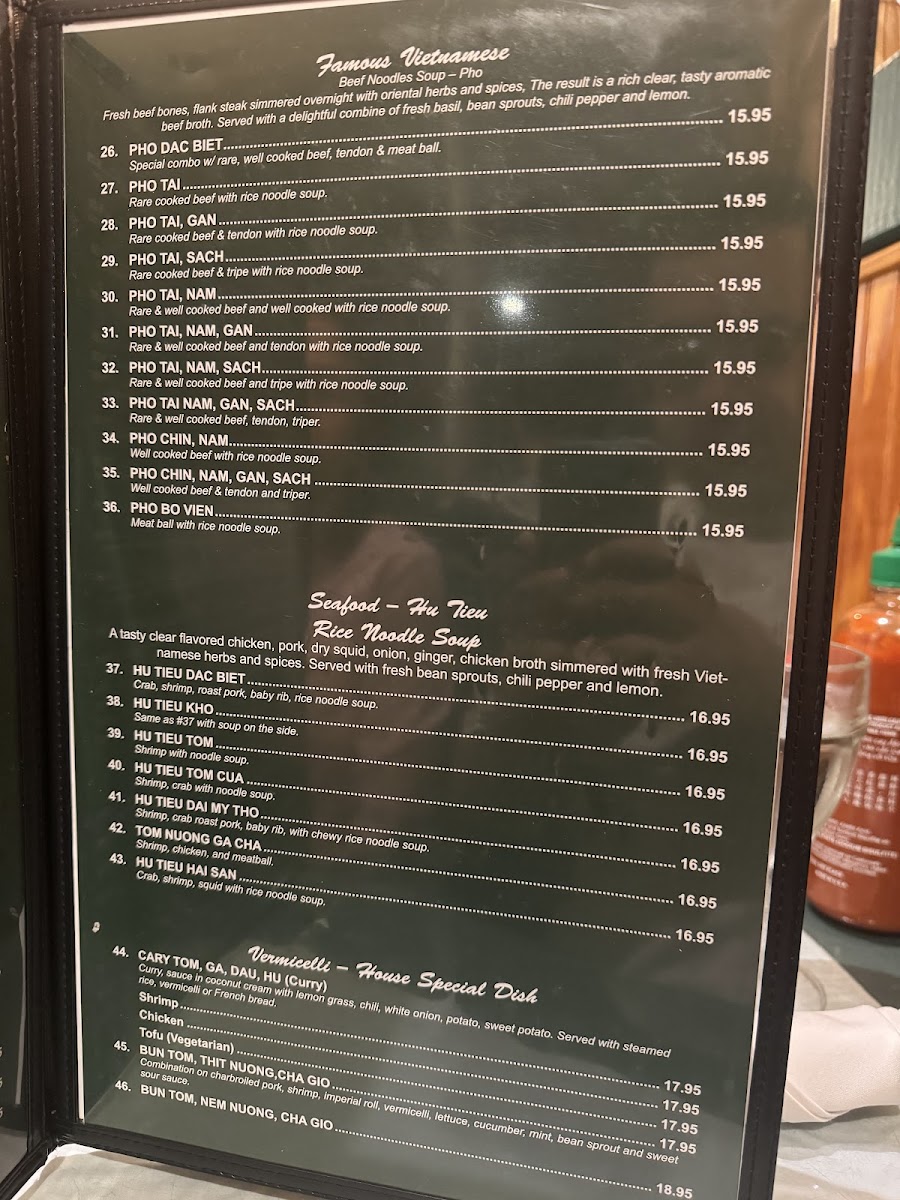 Famous Vietnamese
Beef Noodles Soup – Pho
Fresh beef bones, flank steak simmered overnight with oriental herbs and spices, The result is a rich clear, tasty aromatic
beef broth. Served with a delightful combine of fresh basil, bean sprouts, chili pepper and lemon.
26. PHO DAC BIET 15.95
Special combo w/ rare, well cooked beef, tendon & meat ball.
27. PHO TAI 15.95
Rare cooked beef with rice noodle soup.
28. PHO TAI, GAN 15.95
Rare cooked beef & tendon with rice noodle soup.
29. PHO TAI, SACH 15.95
Rare cooked beef & tripe with rice noodle soup.
30. PHO TAI, NAM 15.95
Rare & well cooked beef and well cooked with rice noodle soup.
31. PHO TAI, NAM, GAN 15.95
Rare & well cooked beef and tendon with rice noodle soup.
32. PHO TAI, NAM, SACH 15.95
Rare & well cooked beef and tripe with rice noodle soup.
33. PHO TAI NAM, GAN, SACH 15.95
Rare & well cooked beef, tendon, triper.
34. PHO CHIN, NAM 15.95
Well cooked beef with rice noodle soup.
35. PHO CHIN, NAM, GAN, SACH 15.95
Well cooked beef & tendon and triper.
36. PHO BO VIEN 15.95
Meat ball with rice noodle soup.
Seafood – Hu Tieu
Rice Noodle Soup
A tasty clear flavored chicken, pork, dry squid, onion, ginger, chicken broth simmered with fresh Viet-
namese herbs and spices. Served with fresh bean sprouts, chili pepper and lemon.
37. HU TIEU DAC BIET 16.95
Crab, shrimp, roast pork, baby rib, rice noodle soup.
38. HU TIEU KHO 16.95
Same as #37 with soup on the side.
39. HU TIEU TOM 16.95
Shrimp with noodle soup.
40. HU TIEU TOM CUA 16.95
Shrimp, crab with noodle soup.
41. HU TIEU DAI MY THO 16.95
Shrimp, crab roast pork, baby rib, with chewy rice noodle soup.
42. TOM NUONG GA CHA 16.95
Shrimp, chicken, and meatball.
43. HU TIEU HAI SAN 16.95
Crab, shrimp, squid with rice noodle soup.
Vermicelli – House Special Dish
44. CARY TOM, GA, DAU, HU (Curry)
Curry, sauce in coconut cream with lemon grass, chili, white onion, potato, sweet potato. Served with steamed
rice, vermicelli or French bread.
Shrimp 17.95
Chicken 17.95
Tofu (Vegetarian) 17.95
45. BUN TOM, THIT NUONG,CHA GIO 17.95
Combination on charbroiled pork, shrimp, imperial roll, vermicelli, lettuce, cucumber, mint, bean sprout and sweet
sour sauce.
46. BUN TOM, NEM NUONG, CHA GIO 18.95